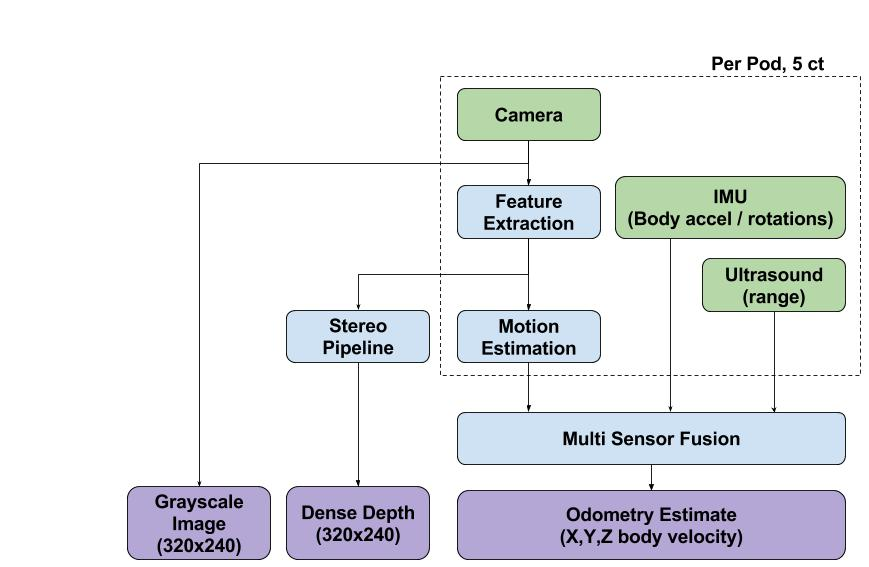 Per Pod, 5 ct
Camera
Feature
Extraction
IMU
(Body accel / rotations)
Ultrasound
(range)
Stereo
Pipeline
Motion
Estimation
Multi Sensor Fusion
Grayscale
Image
(320x240)
Dense Depth
(320x240)
Odometry Estimate
(X,Y,Z body velocity)